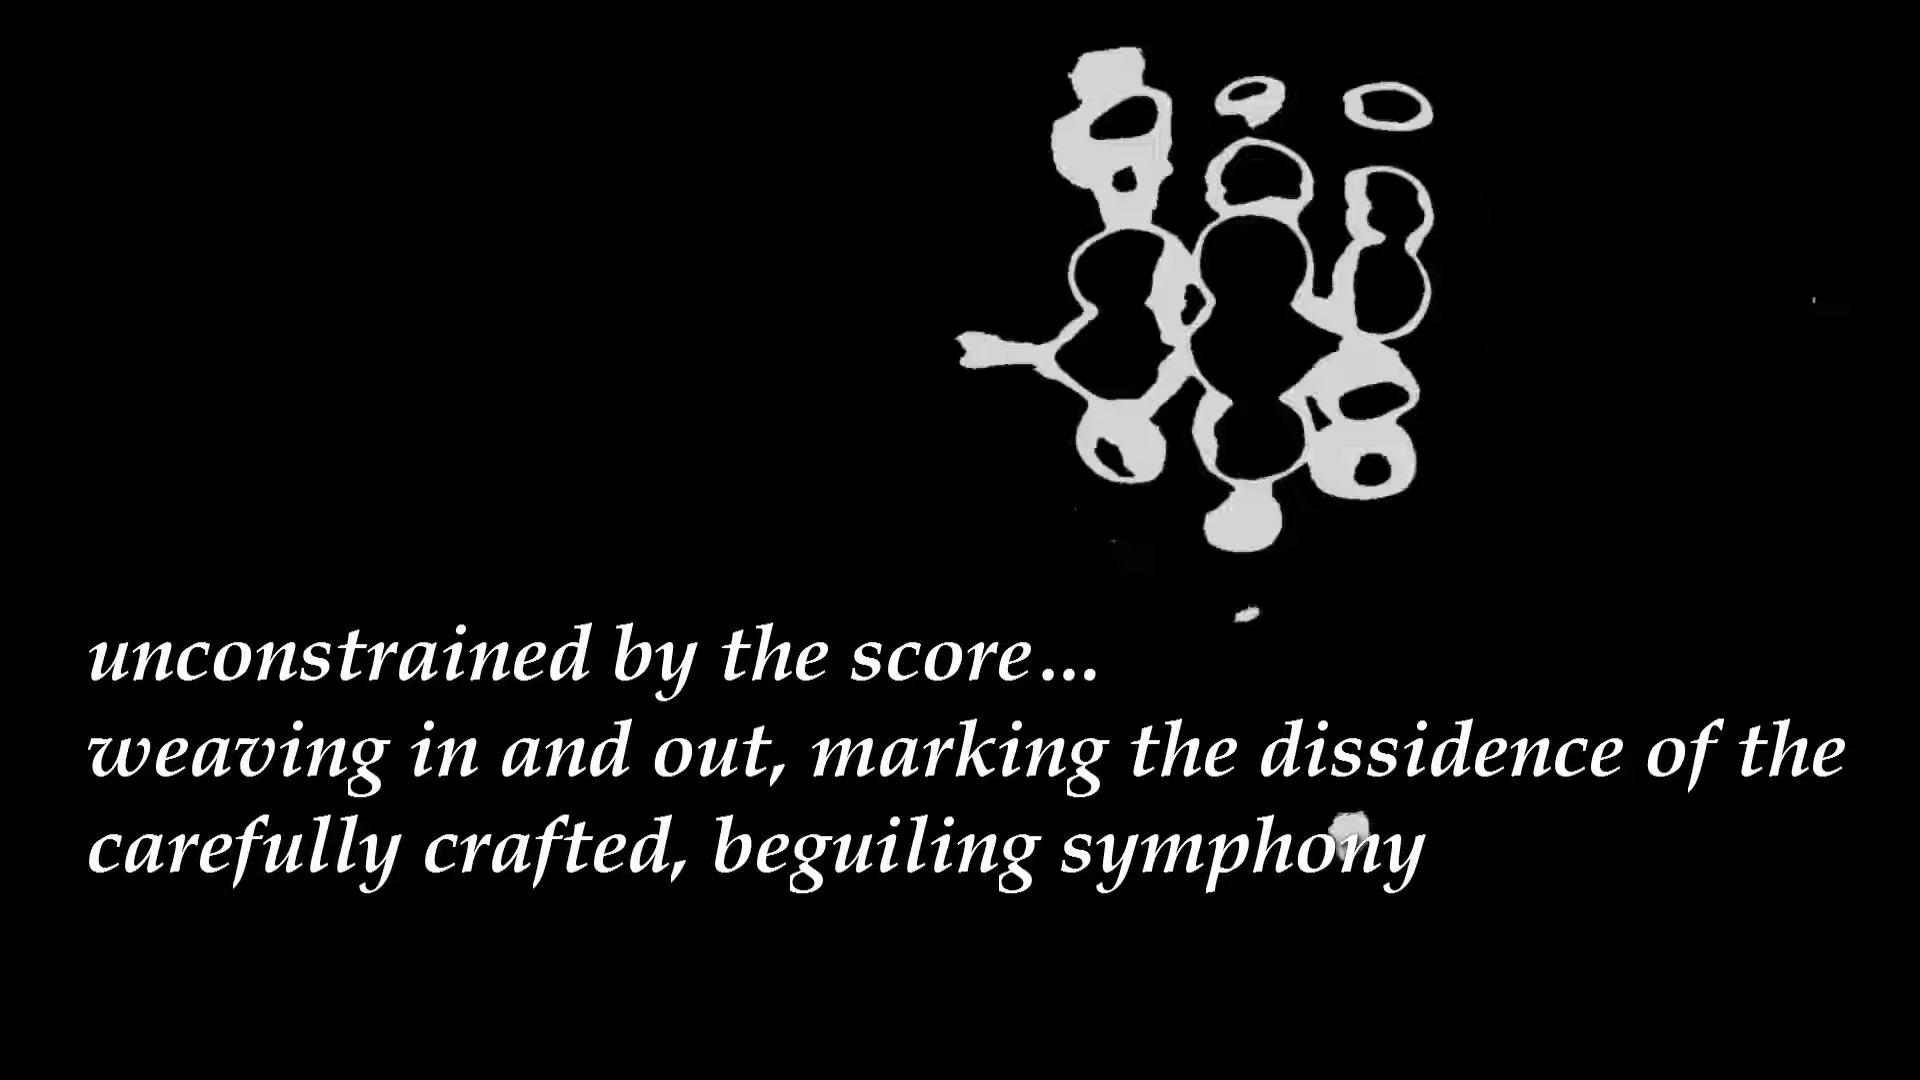 unconstrained by the score...
weaving in and out, marking the dissidence of the
carefully crafted, beguiling symphony